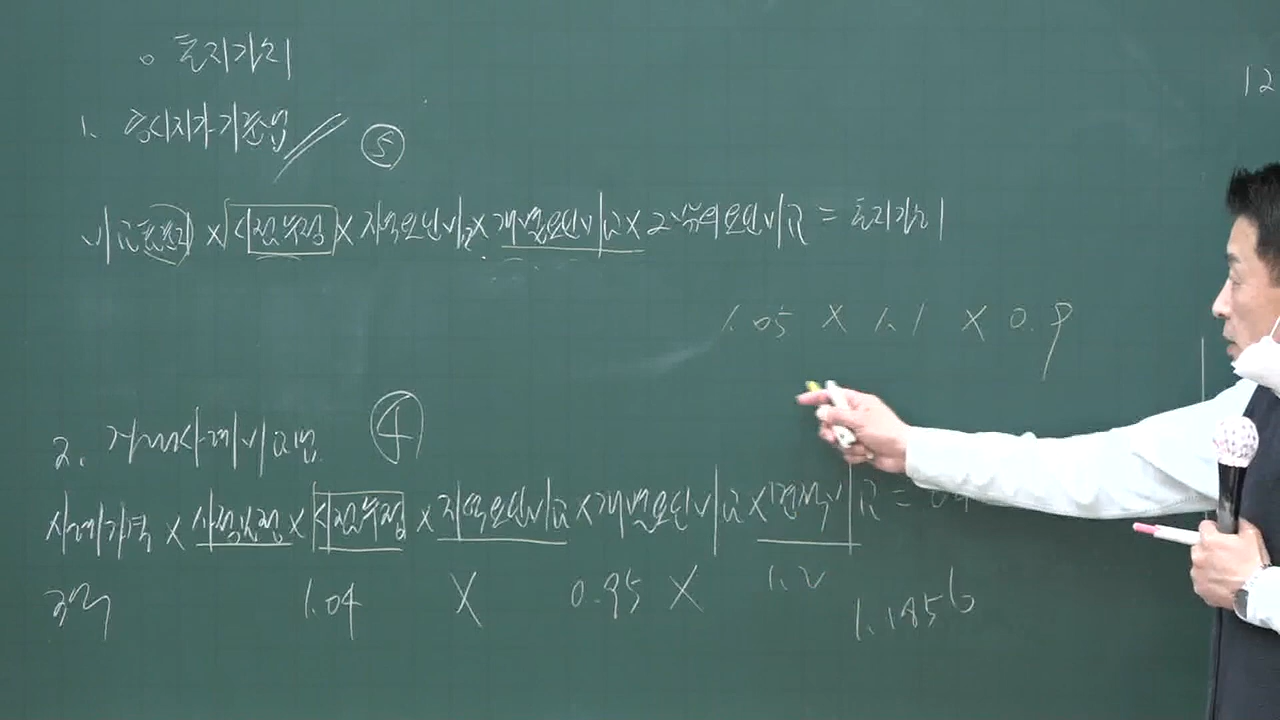 o 토지가치
1. 공시지가기준법 ⑤
비교표준지 × 시점수정 × 지역요인비교 × 개별요인비교 × 그밖의요인비교 = 토지가치
1.05 × 1.1 × 0.9
2. 거래사례비교법 ④
사례가격 × 사정보정 × 시점수정 × 지역요인비교 × 개별요인비교 × 면적비교 =
1.04 × 0.95 × 1.2
1.1856
12